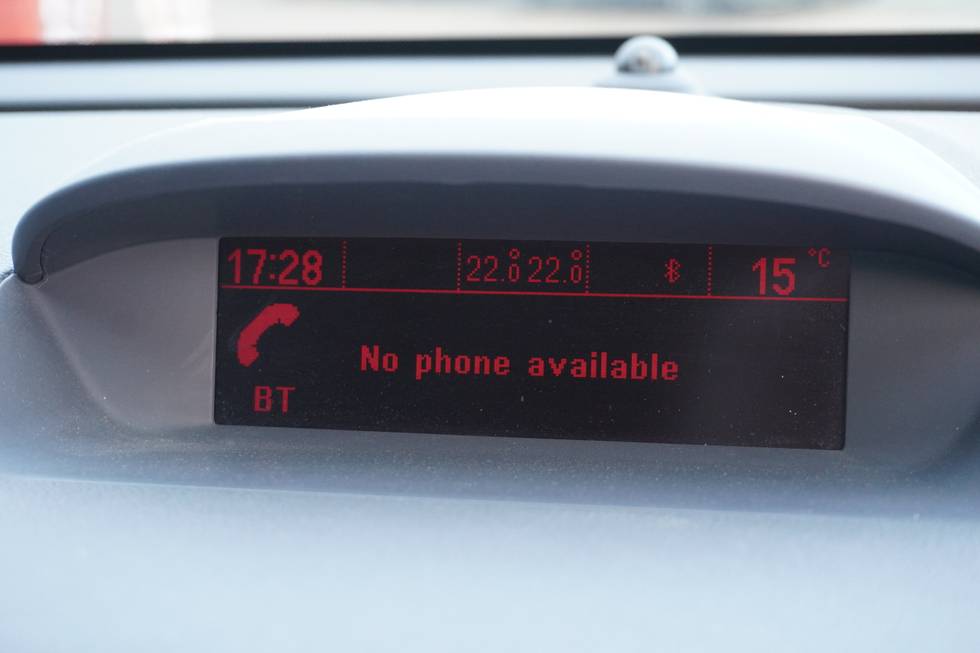 17:28 22.0° 22.0° 15 °C
No phone available
BT